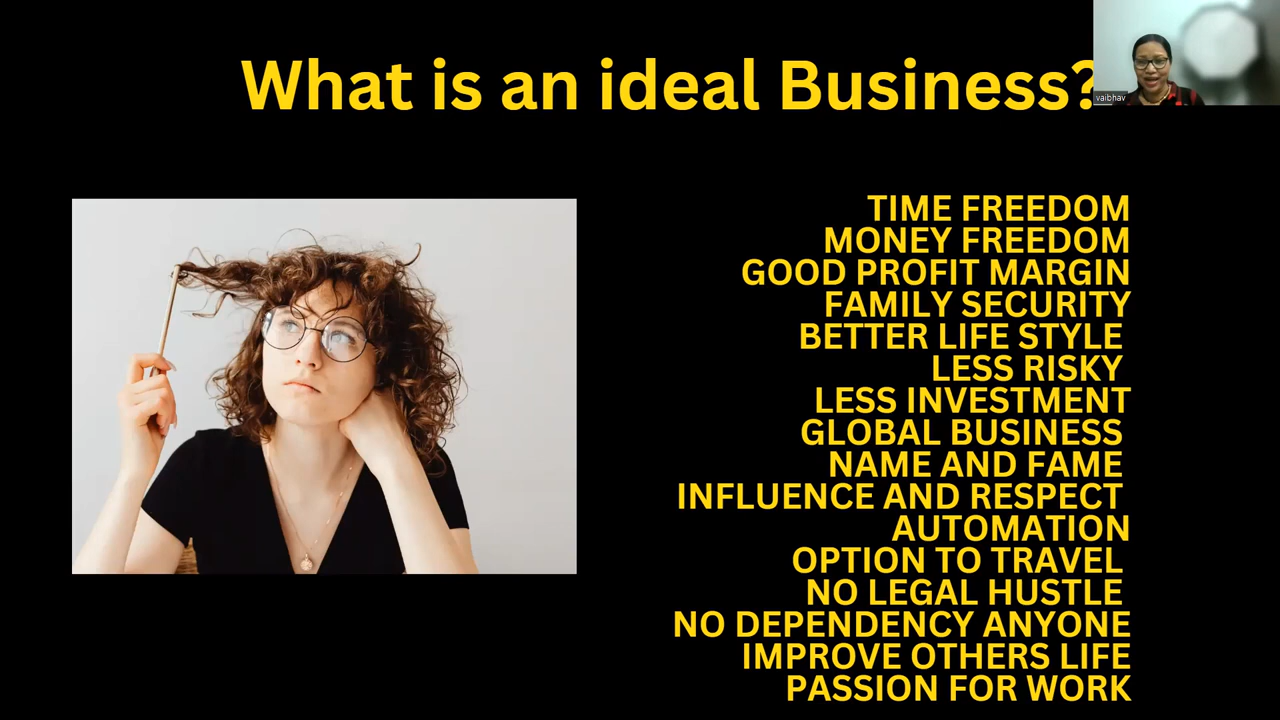 What is an ideal Business?
vaibhav
TIME FREEDOM
MONEY FREEDOM
GOOD PROFIT MARGIN
FAMILY SECURITY
BETTER LIFE STYLE
LESS RISKY
LESS INVESTMENT
GLOBAL BUSINESS
NAME AND FAME
INFLUENCE AND RESPECT
AUTOMATION
OPTION TO TRAVEL
NO LEGAL HUSTLE
NO DEPENDENCY ANYONE
IMPROVE OTHERS LIFE
PASSION FOR WORK